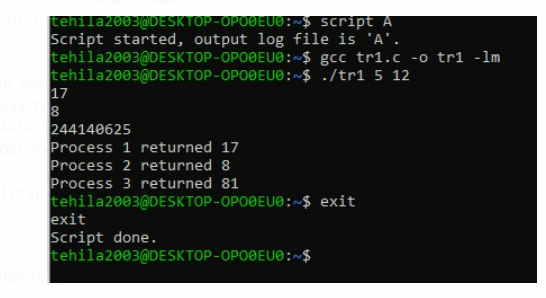 tehila2003@DESKTOP-OPO0EU0:~$ script A
Script started, output log file is 'A'.
tehila2003@DESKTOP-OPO0EU0:~$ gcc tr1.c -o tr1 -lm
tehila2003@DESKTOP-OPO0EU0:~$ ./tr1 5 12
17
8
244140625
Process 1 returned 17
Process 2 returned 8
Process 3 returned 81
tehila2003@DESKTOP-OPO0EU0:~$ exit
exit
Script done.
tehila2003@DESKTOP-OPO0EU0:~$